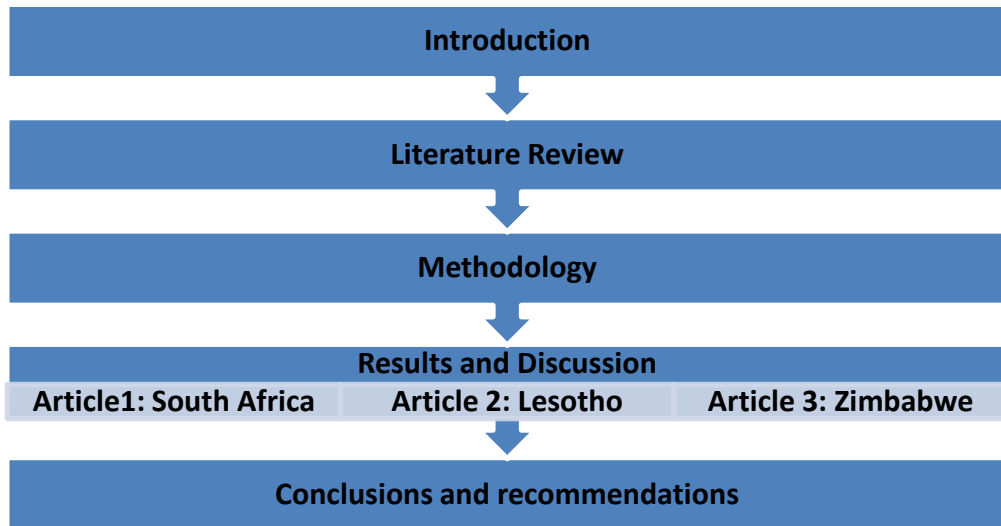 Introduction
Literature Review
Methodology
Results and Discussion
Article1: South Africa
Article 2: Lesotho
Article 3: Zimbabwe
Conclusions and recommendations